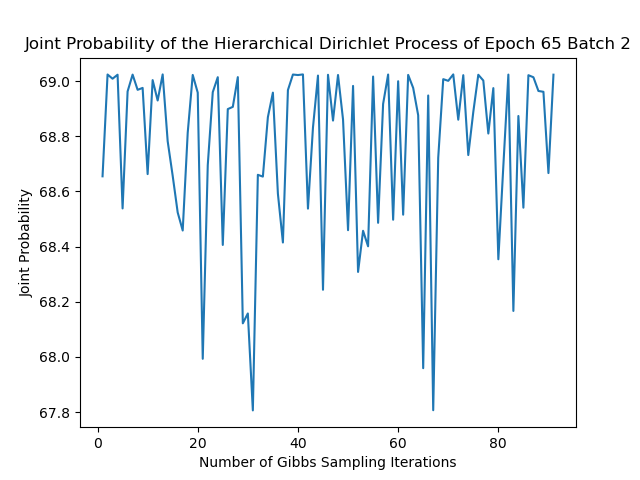 Joint Probability of the Hierarchical Dirichlet Process of Epoch 65 Batch 2
69.0
68.8
68.6
68.4
68.2
68.0
67.8
Joint Probability
0 20 40 60 80
Number of Gibbs Sampling Iterations